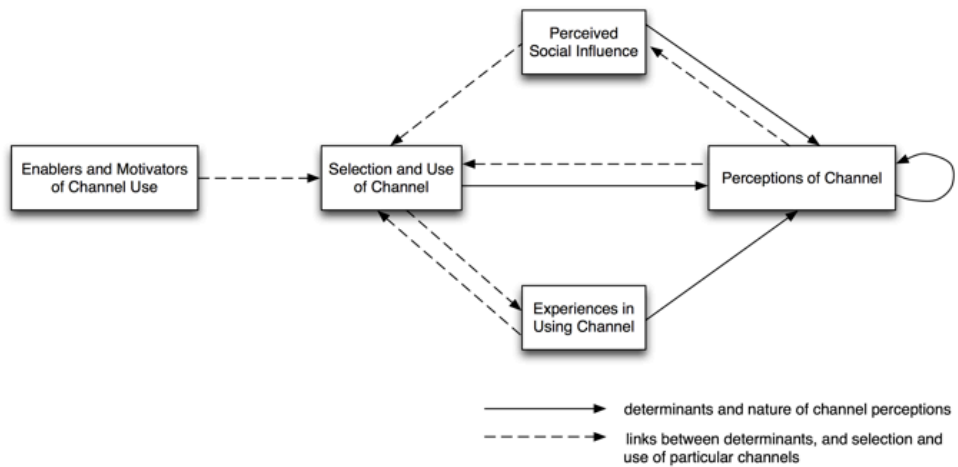 Perceived
Social Influence
Enablers and Motivators
of Channel Use
Selection and Use
of Channel
Perceptions of Channel
Experiences in
Using Channel
determinants and nature of channel perceptions
links between determinants, and selection and
use of particular channels